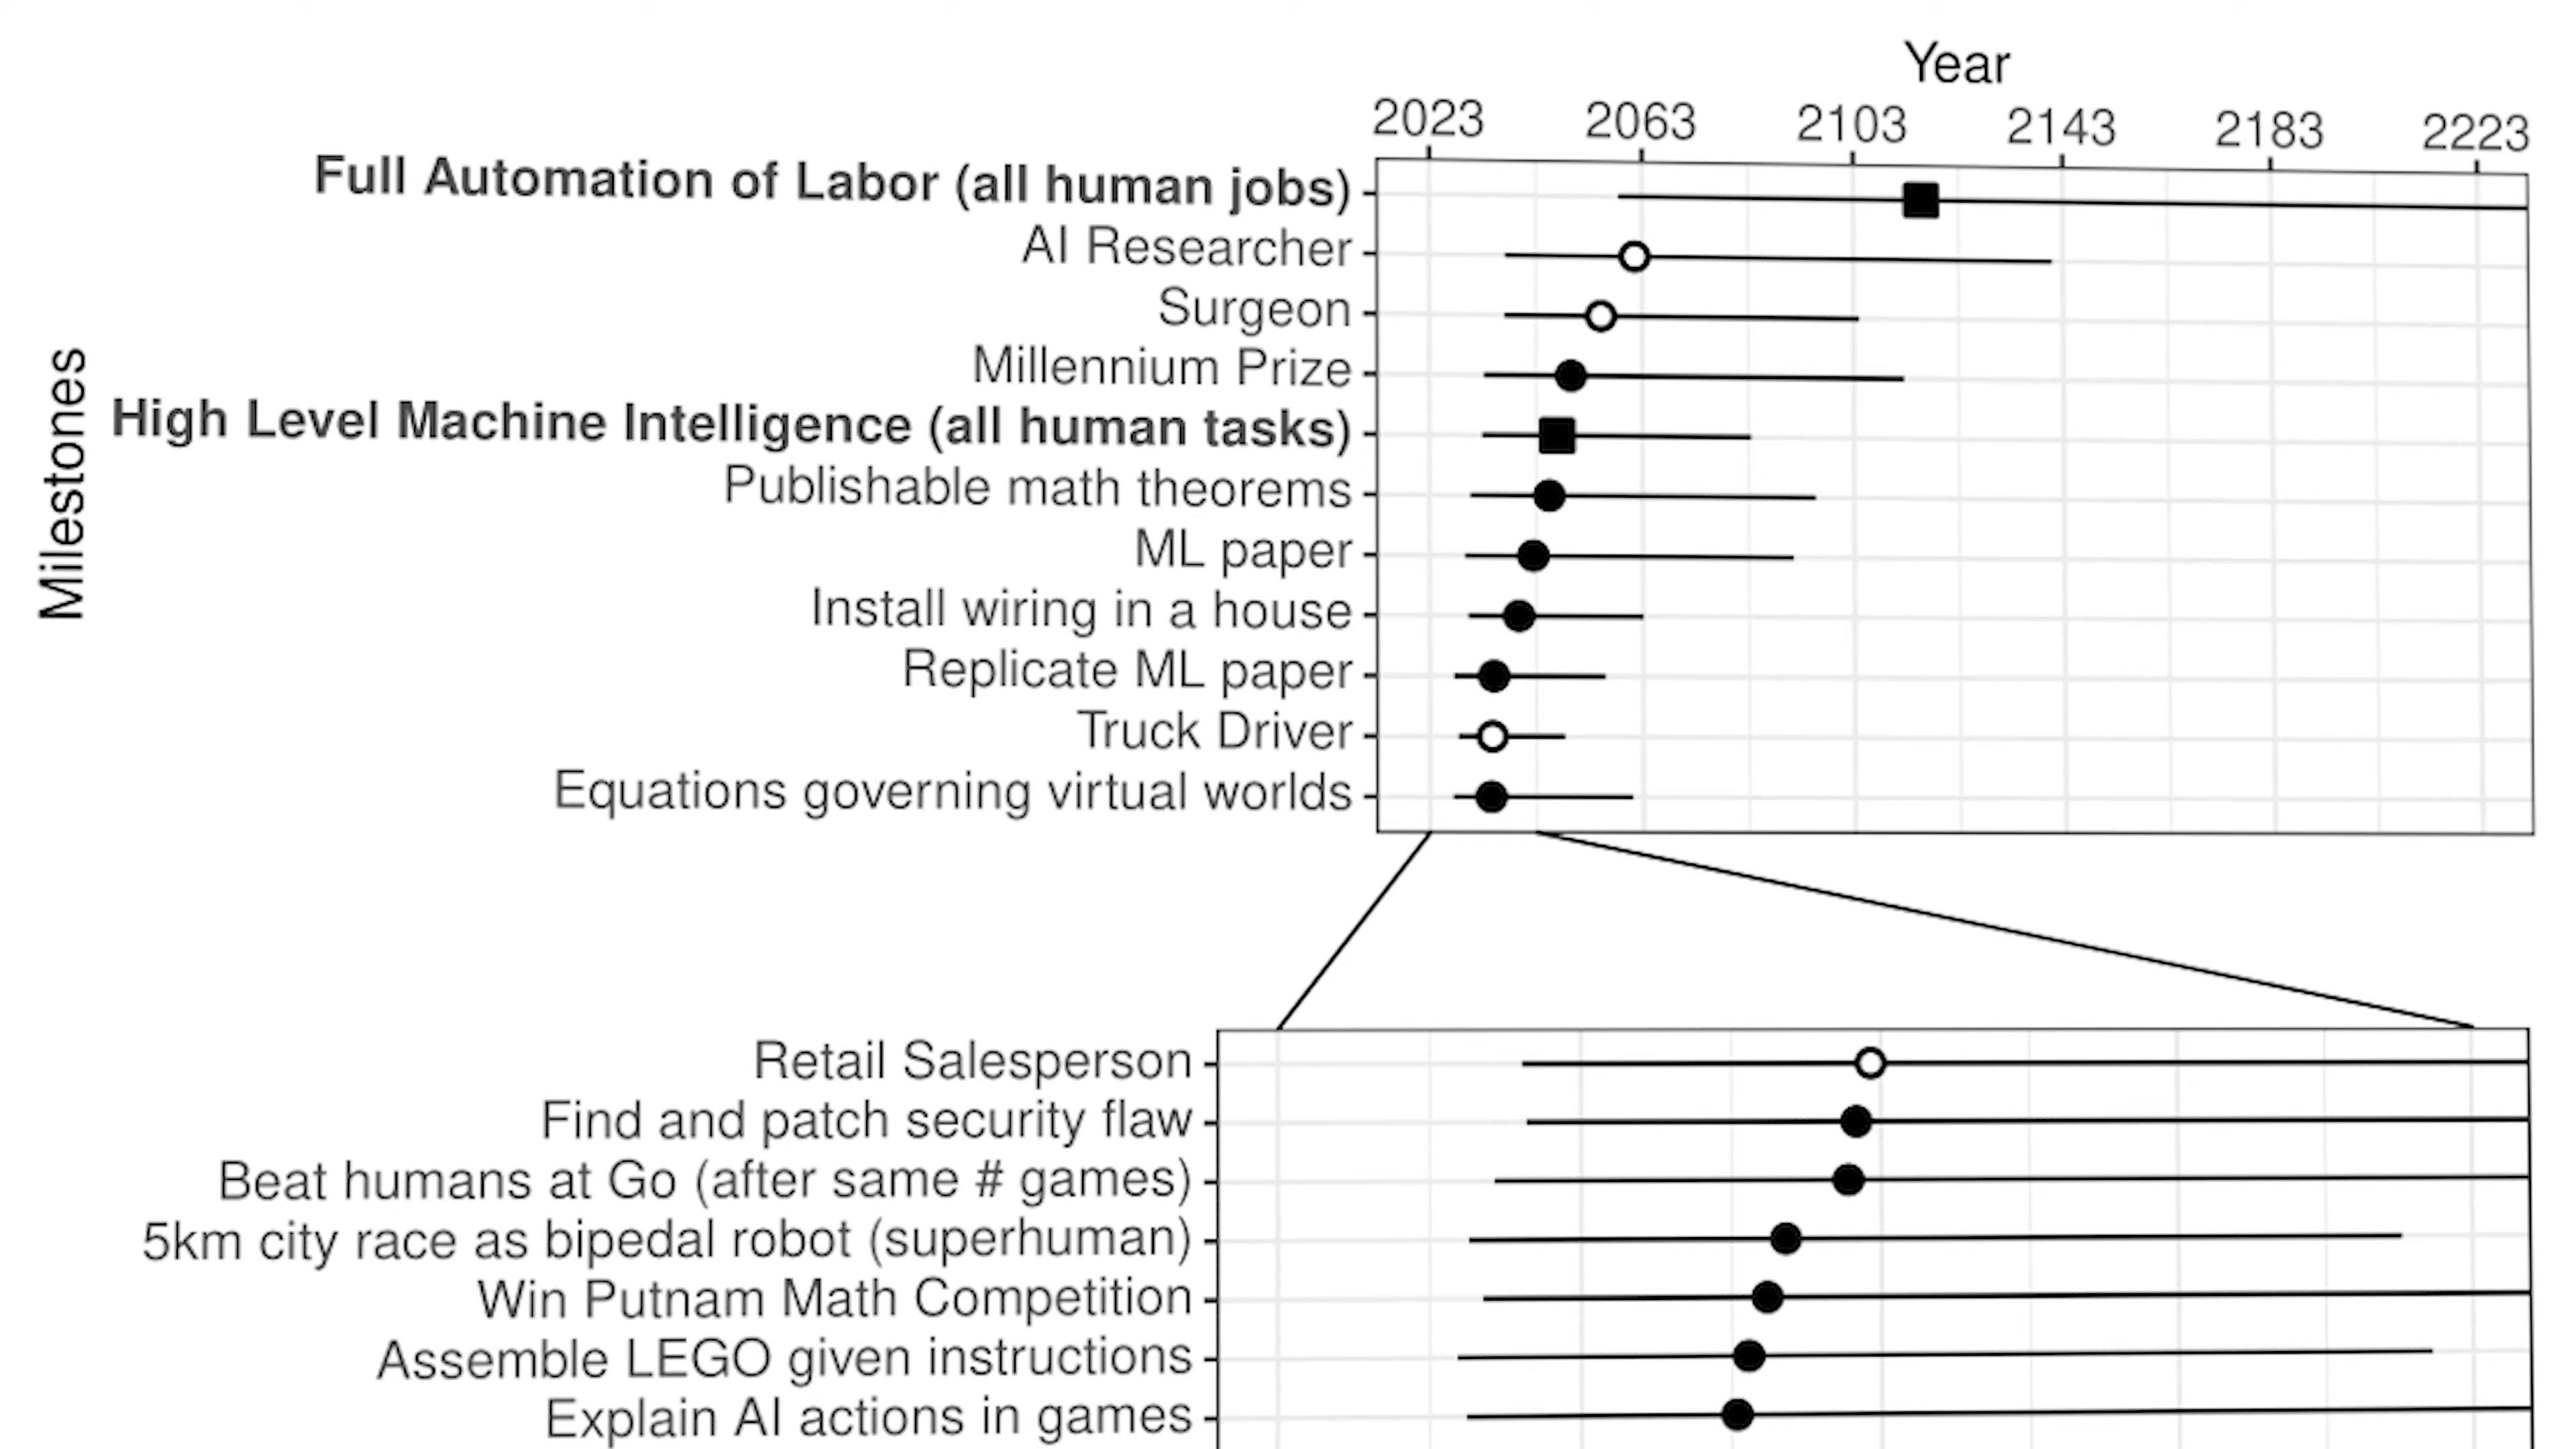 Year
2023 2063 2103 2143 2183 2223
Milestones
Full Automation of Labor (all human jobs)
AI Researcher
Surgeon
Millennium Prize
High Level Machine Intelligence (all human tasks)
Publishable math theorems
ML paper
Install wiring in a house
Replicate ML paper
Truck Driver
Equations governing virtual worlds
Retail Salesperson
Find and patch security flaw
Beat humans at Go (after same # games)
5km city race as bipedal robot (superhuman)
Win Putnam Math Competition
Assemble LEGO given instructions
Explain AI actions in games